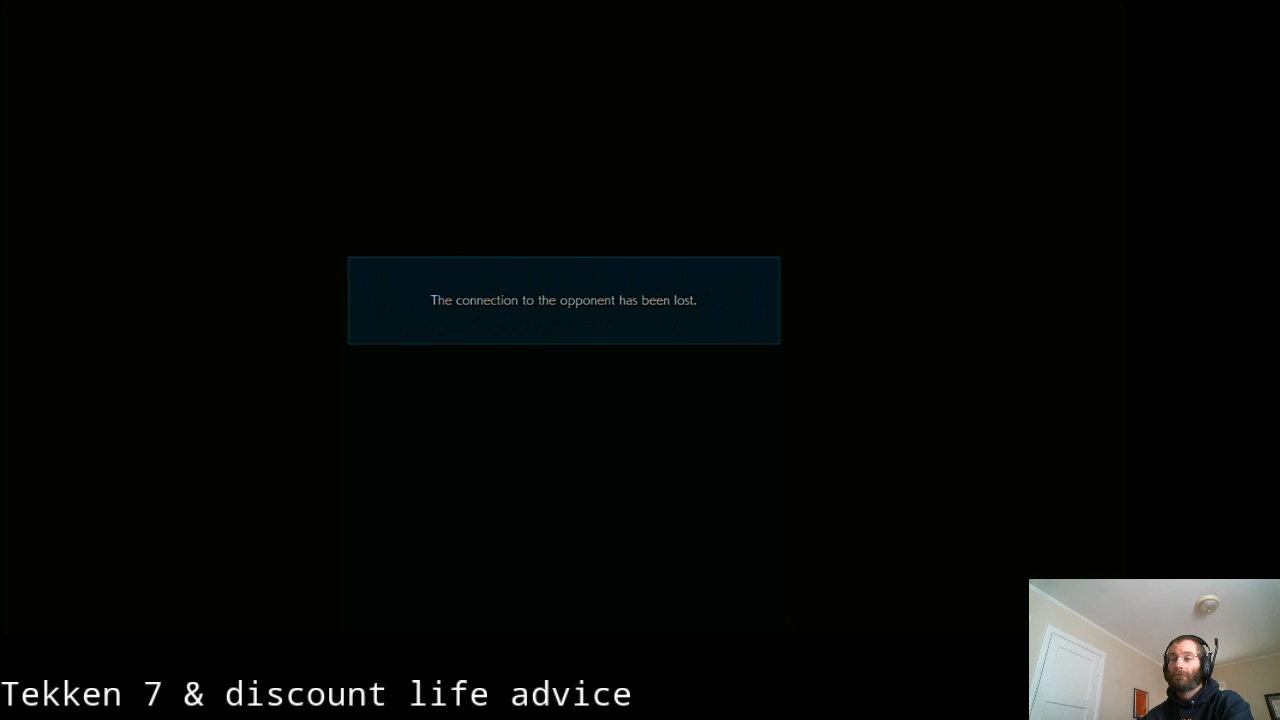 The connection to the opponent has been lost.
Tekken 7 & discount life advice